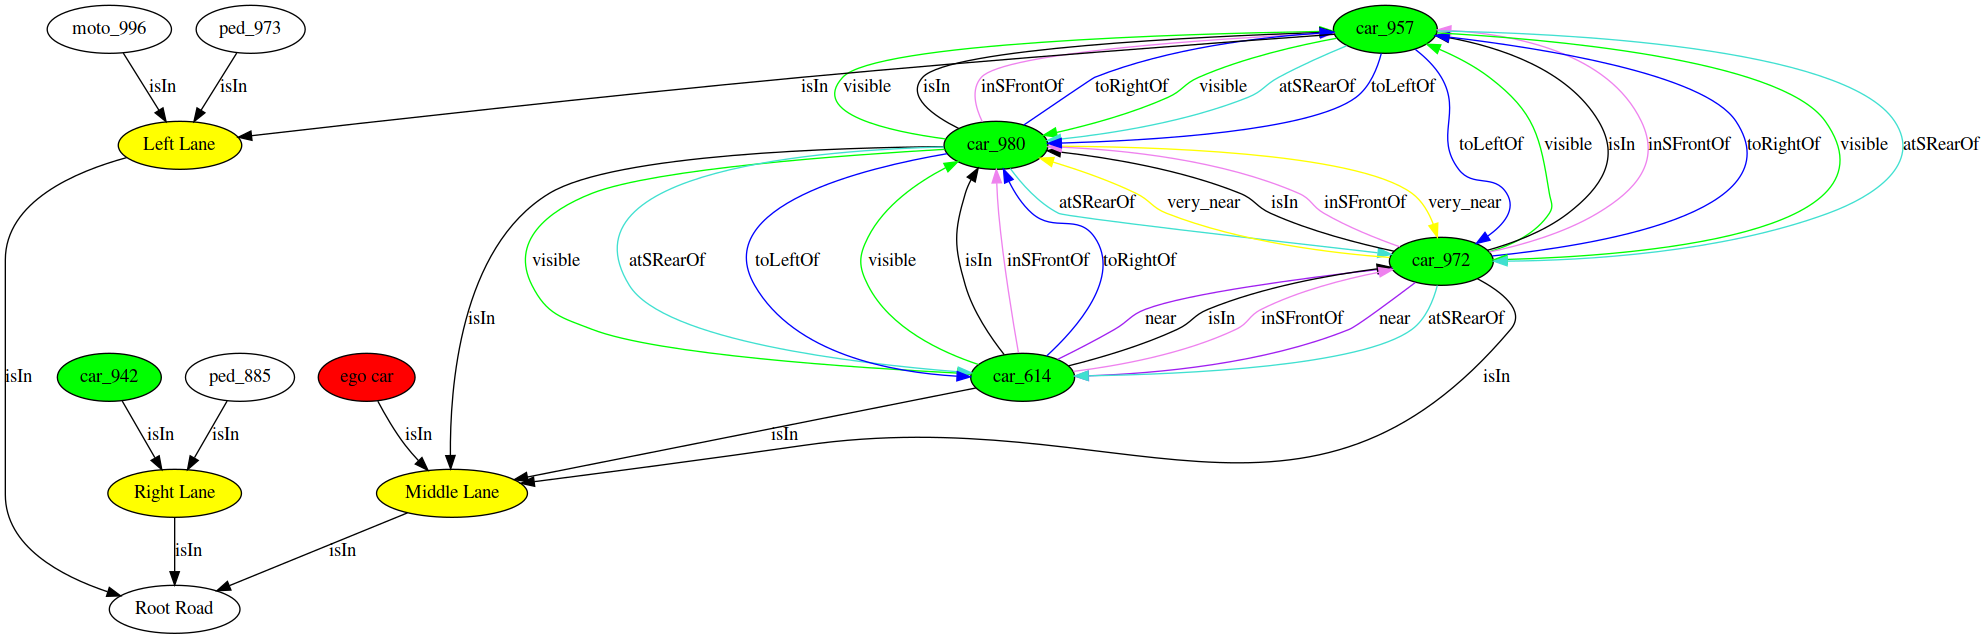 moto_996
ped_973
car_957
isIn
isIn
isIn
visible
isIn
inSFrontOf
toRightOf
visible
atSRearOf
toLeftOf
Left Lane
car_980
toLeftOf
visible
isIn
inSFrontOf
toRightOf
visible
atSRearOf
atSRearOf
very_near
isIn
inSFrontOf
very_near
visible
atSRearOf
toLeftOf
visible
isIn
inSFrontOf
toRightOf
car_972
isIn
near
isIn
inSFrontOf
near
atSRearOf
isIn
car_942
ped_885
ego car
car_614
isIn
isIn
isIn
isIn
isIn
Right Lane
Middle Lane
isIn
isIn
Root Road